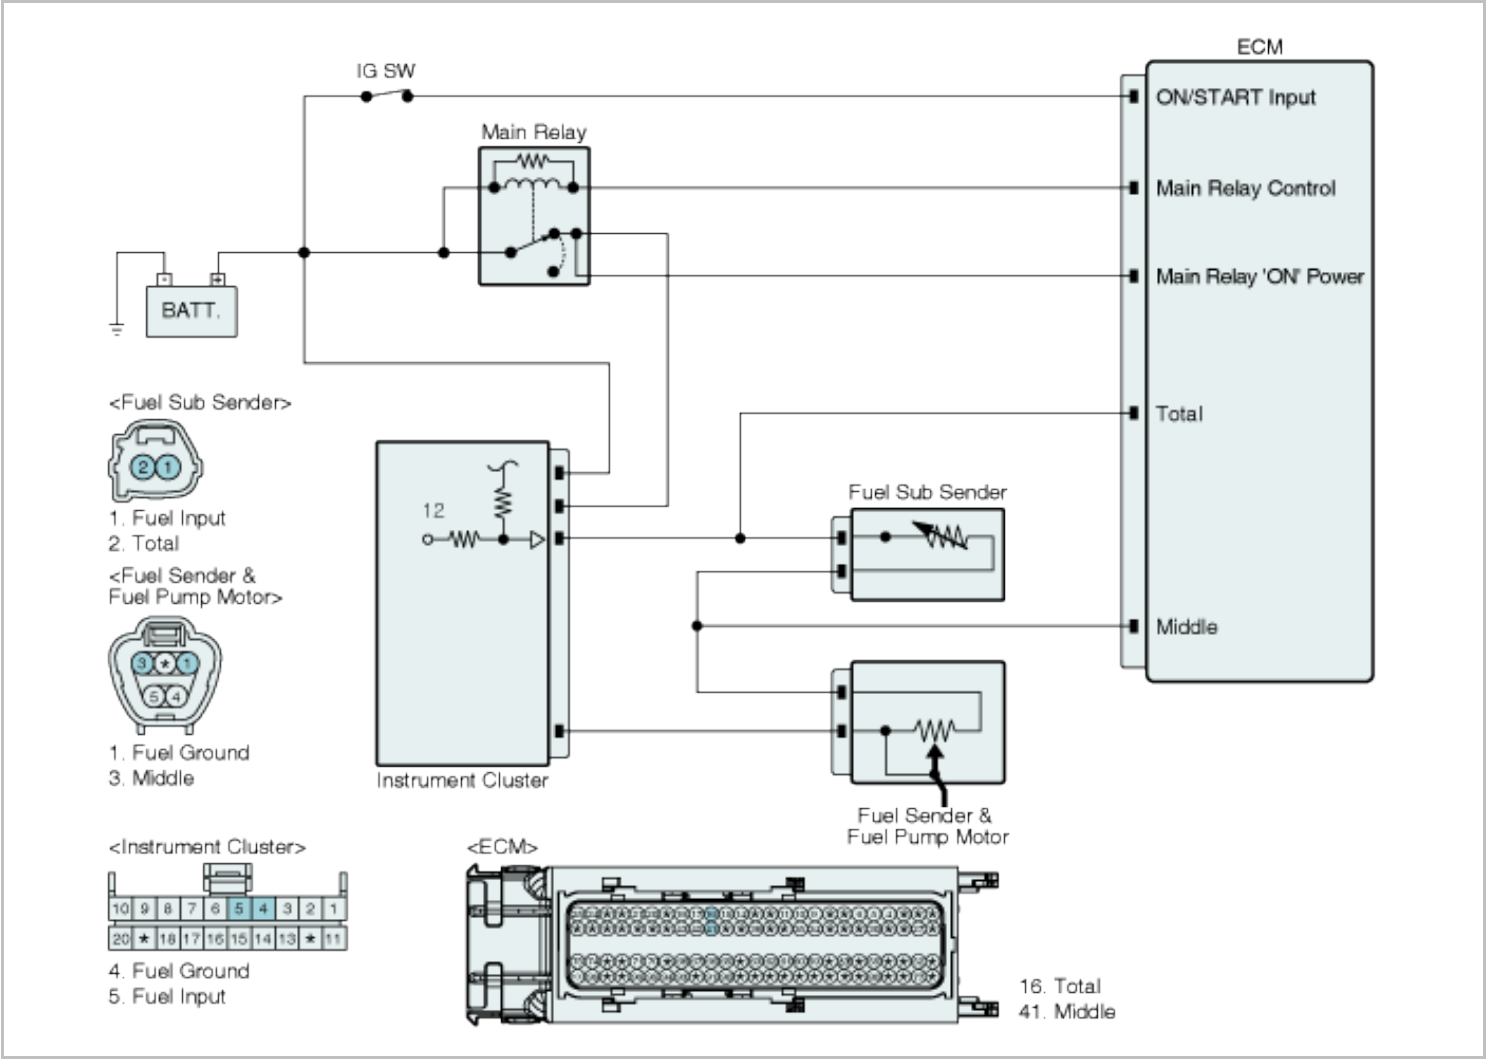 ECM
IG SW
ON/START Input
Main Relay
Main Relay Control
Main Relay 'ON' Power
- +
BATT.
Total
<Fuel Sub Sender>
2 1
1. Fuel Input
2. Total
12
Fuel Sub Sender
<Fuel Sender &
Fuel Pump Motor>
3 * 1
5 4
1. Fuel Ground
3. Middle
Middle
Instrument Cluster
Fuel Sender &
Fuel Pump Motor
<Instrument Cluster>
10 9 8 7 6 5 4 3 2 1
20 * 18 17 16 15 14 13 * 11
4. Fuel Ground
5. Fuel Input
<ECM>
16. Total
41. Middle